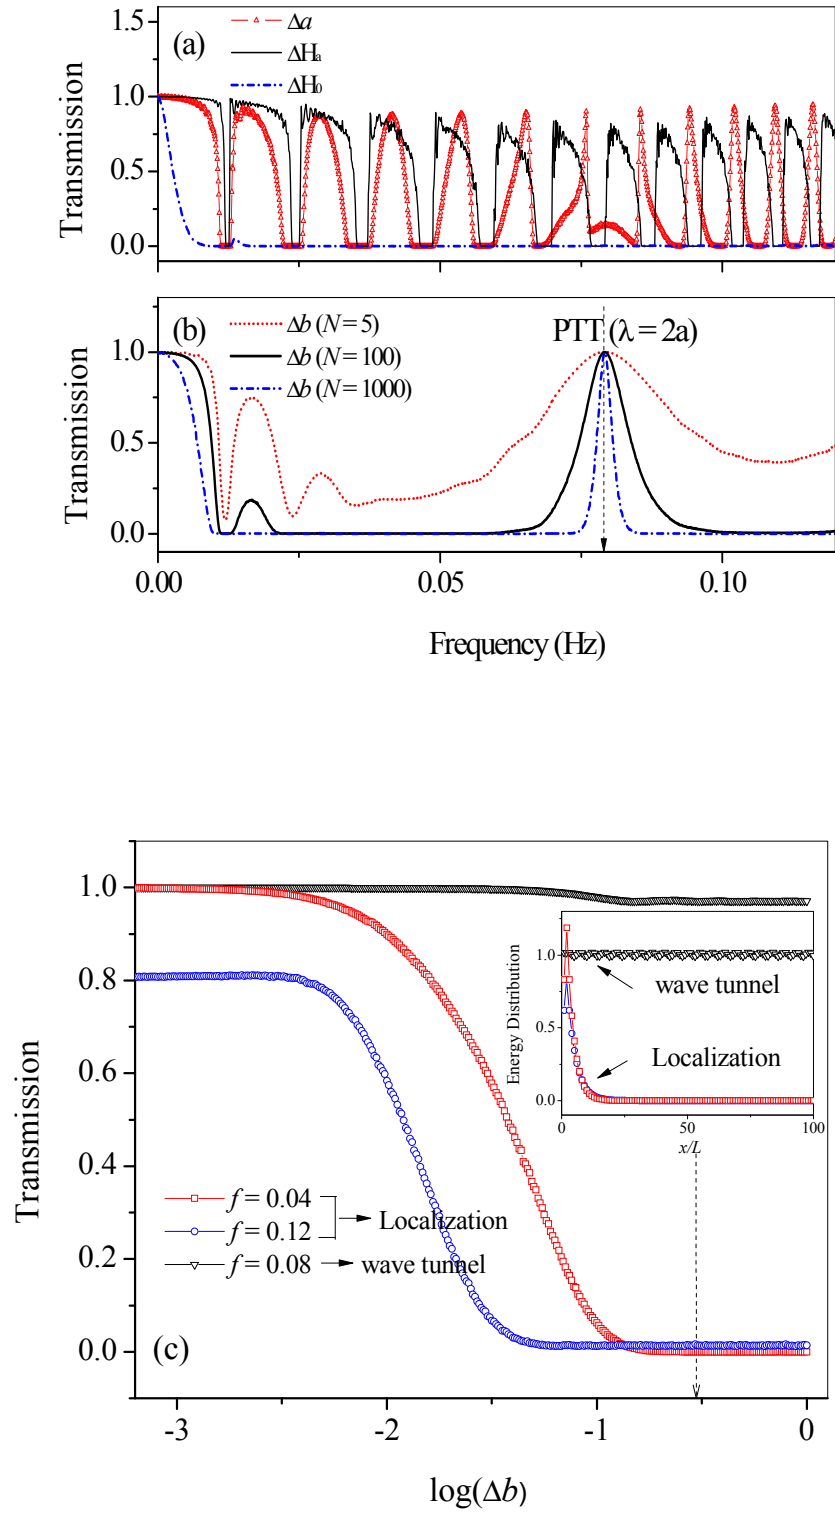 (a)
Δa
ΔHₐ
ΔH₀
1.5
1.0
0.5
0.0
Transmission
(b)
Δb (N = 5)
Δb (N = 100)
Δb (N = 1000)
PTT (λ = 2a)
1.0
0.5
0.0
Transmission
0.00
0.05
0.10
Frequency (Hz)
1.0
0.8
0.6
0.4
0.2
0.0
Transmission
Energy Distribution
1.0
0.5
0.0
wave tunnel
Localization
0
50
100
x/L
f = 0.04
f = 0.12
Localization
f = 0.08
wave tunnel
(c)
-3
-2
-1
0
log(Δb)